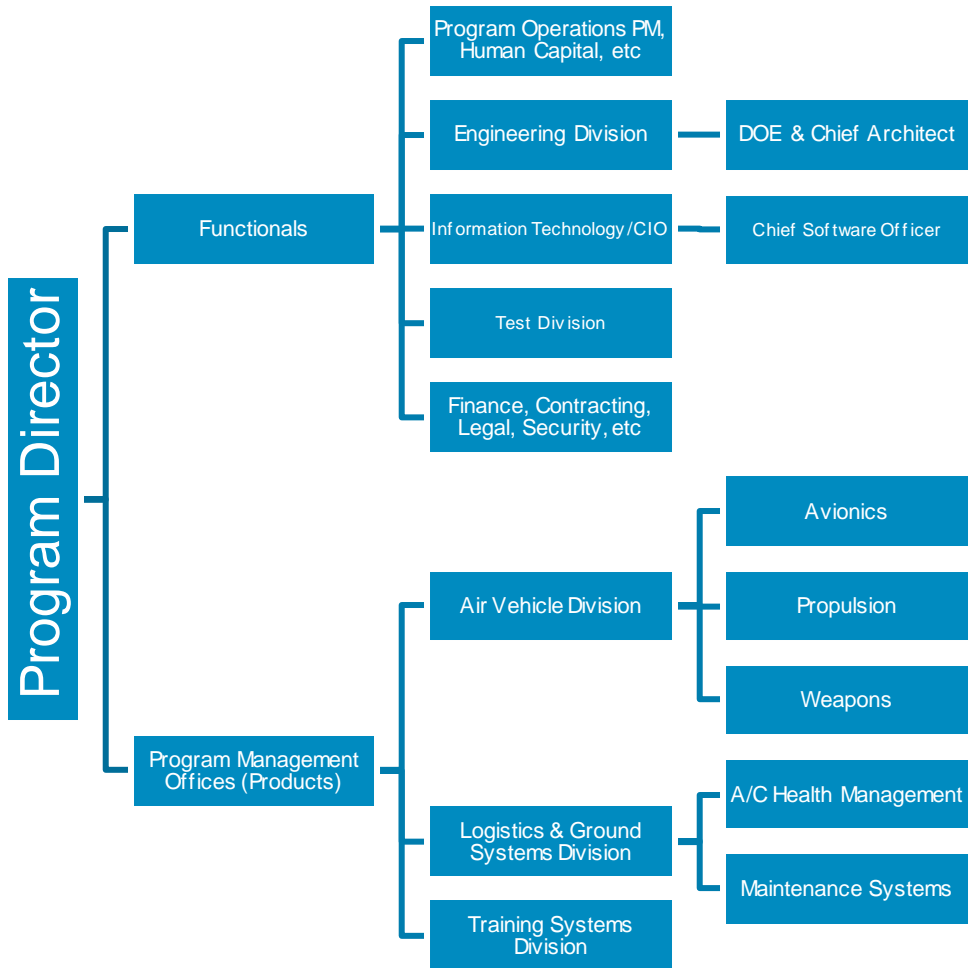 Program Director
Functionals
Program Operations PM,
Human Capital, etc
Engineering Division
DOE & Chief Architect
Information Technology/CIO
Chief Software Officer
Test Division
Finance, Contracting,
Legal, Security, etc
Program Management
Offices (Products)
Air Vehicle Division
Avionics
Propulsion
Weapons
Logistics & Ground
Systems Division
A/C Health Management
Maintenance Systems
Training Systems
Division